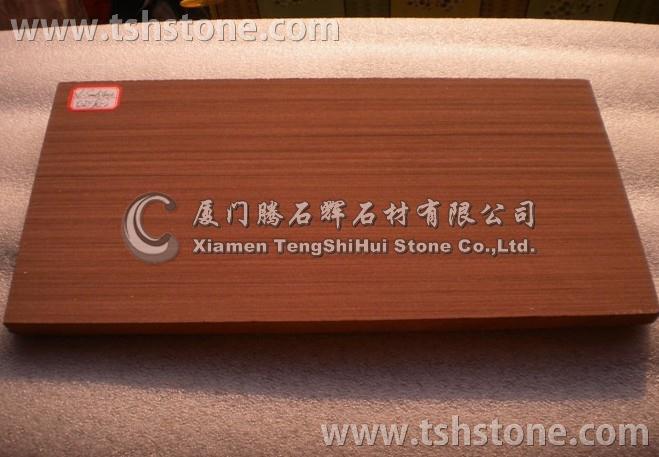 www.tshstone.com
厦门腾石辉石材有限公司
Xiamen TengShiHui Stone Co.,Ltd.
www.tshstone.com